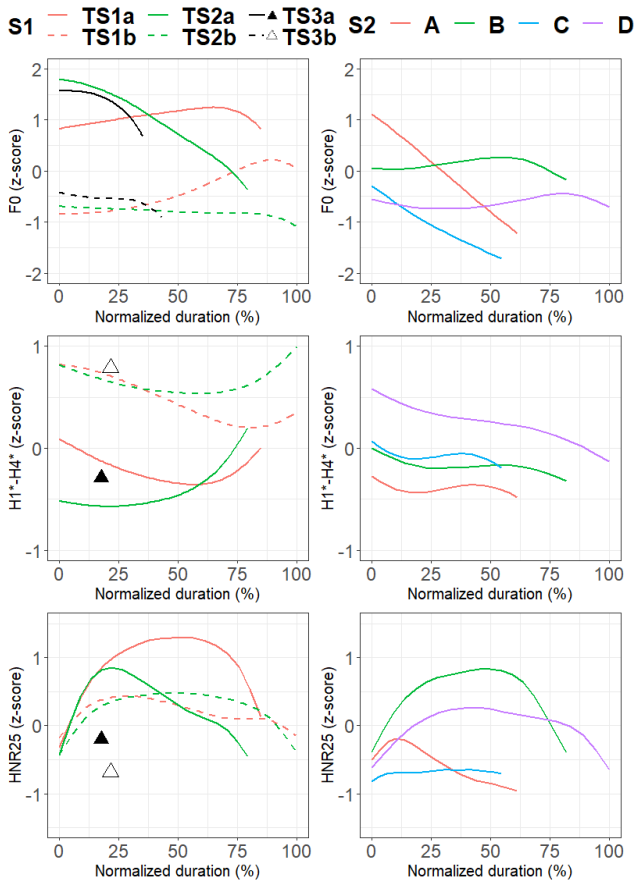 S1 TS1a TS2a TS3a S2 A B C D
TS1b TS2b TS3b
F0 (z-score)
2
1
0
-1
-2
0 25 50 75 100
Normalized duration (%)
F0 (z-score)
2
1
0
-1
-2
0 25 50 75 100
Normalized duration (%)
H1*-H4* (z-score)
1
0
-1
0 25 50 75 100
Normalized duration (%)
H1*-H4* (z-score)
1
0
-1
0 25 50 75 100
Normalized duration (%)
HNR25 (z-score)
1
0
-1
0 25 50 75 100
Normalized duration (%)
HNR25 (z-score)
1
0
-1
0 25 50 75 100
Normalized duration (%)